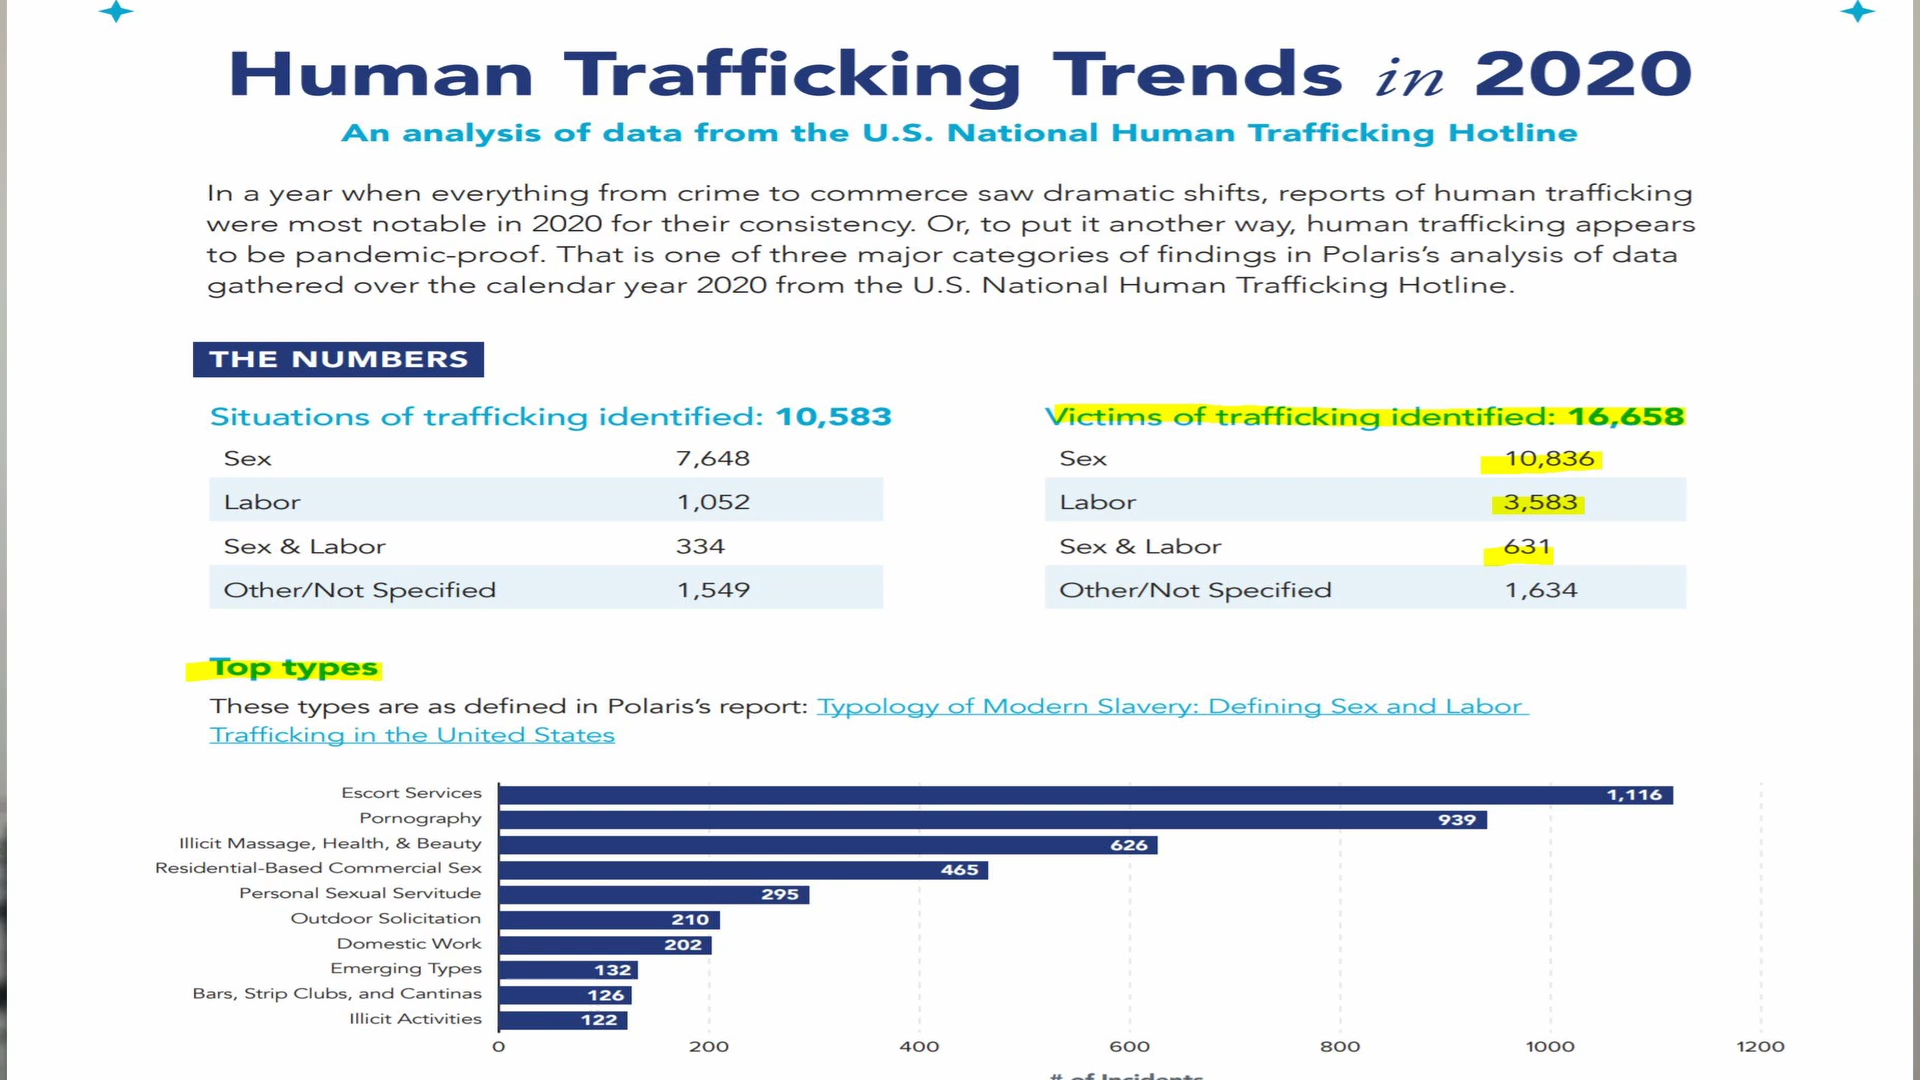 Human Trafficking Trends in 2020
An analysis of data from the U.S. National Human Trafficking Hotline
In a year when everything from crime to commerce saw dramatic shifts, reports of human trafficking
were most notable in 2020 for their consistency. Or, to put it another way, human trafficking appears
to be pandemic-proof. That is one of three major categories of findings in Polaris’s analysis of data
gathered over the calendar year 2020 from the U.S. National Human Trafficking Hotline.
THE NUMBERS
Situations of trafficking identified: 10,583
Sex 7,648
Labor 1,052
Sex & Labor 334
Other/Not Specified 1,549
Victims of trafficking identified: 16,658
Sex 10,836
Labor 3,583
Sex & Labor 631
Other/Not Specified 1,634
Top types
These types are as defined in Polaris’s report: Typology of Modern Slavery: Defining Sex and Labor
Trafficking in the United States
Escort Services 1,116
Pornography 939
Illicit Massage, Health, & Beauty 626
Residential-Based Commercial Sex 465
Personal Sexual Servitude 295
Outdoor Solicitation 210
Domestic Work 202
Emerging Types 132
Bars, Strip Clubs, and Cantinas 126
Illicit Activities 122
0 200 400 600 800 1000 1200
# of Incidents